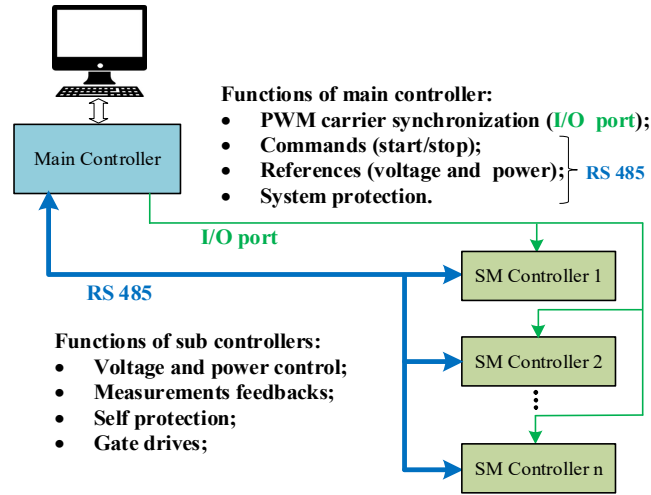 Functions of main controller:
• PWM carrier synchronization (I/O port);
• Commands (start/stop);
• References (voltage and power);
• System protection.
RS 485
Main Controller
I/O port
RS 485
SM Controller 1
Functions of sub controllers:
• Voltage and power control;
• Measurements feedbacks;
• Self protection;
• Gate drives;
SM Controller 2
SM Controller n